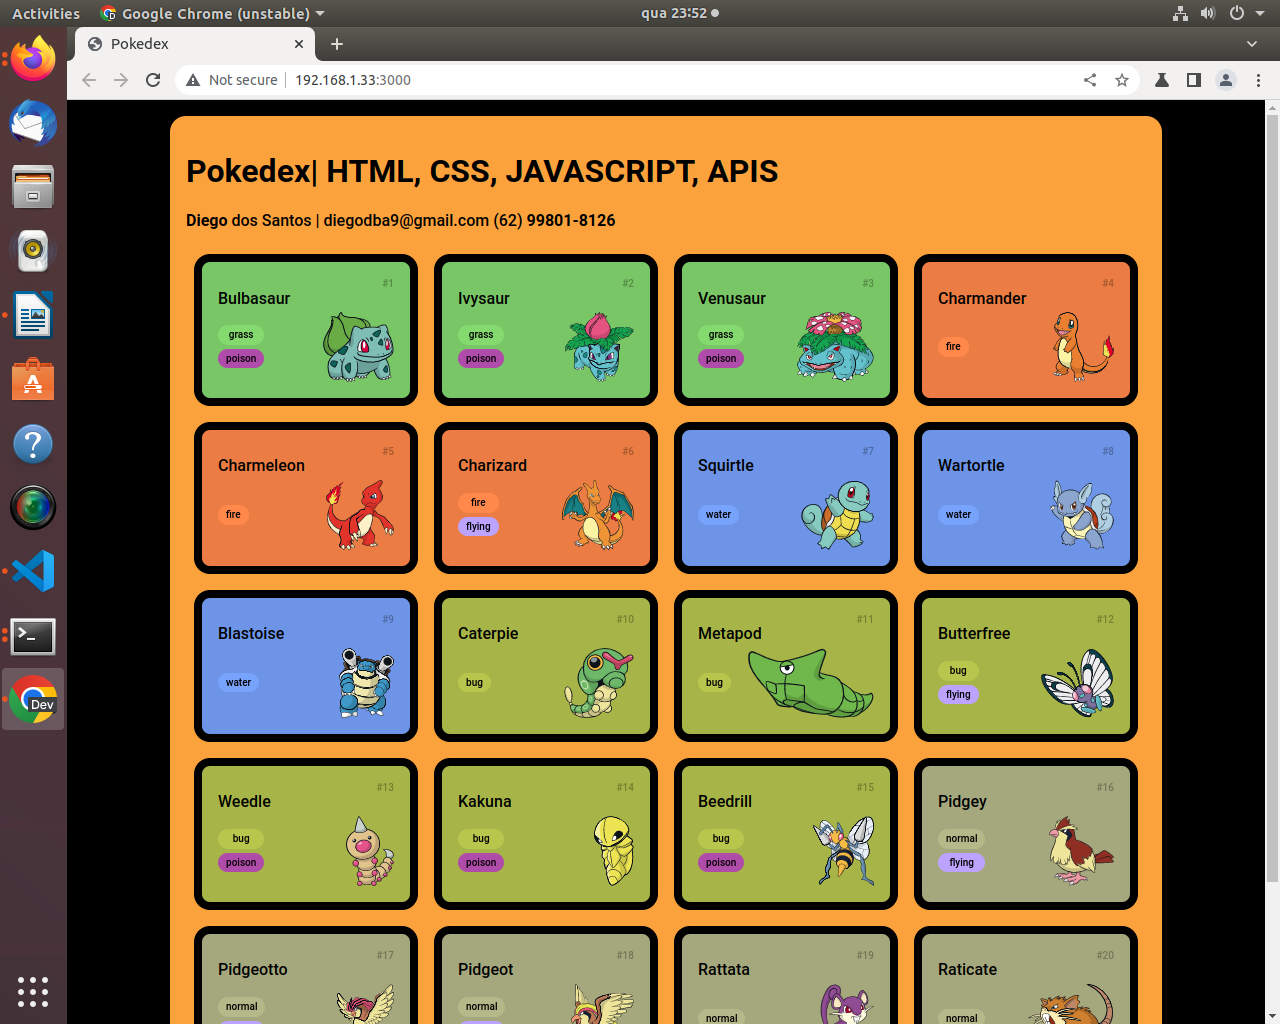 Activities Google Chrome (unstable) qua 23:52
Pokedex
Not secure 192.168.1.33:3000
Pokedex| HTML, CSS, JAVASCRIPT, APIS
Diego dos Santos | diegodba9@gmail.com (62) 99801-8126
#1 #2 #3 #4
Bulbasaur Ivysaur Venusaur Charmander
grass grass grass fire
poison poison poison
#5 #6 #7 #8
Charmeleon Charizard Squirtle Wartortle
fire fire water water
flying
#9 #10 #11 #12
Blastoise Caterpie Metapod Butterfree
water bug bug bug
flying
#13 #14 #15 #16
Weedle Kakuna Beedrill Pidgey
bug bug bug normal
poison poison poison flying
#17 #18 #19 #20
Pidgeotto Pidgeot Rattata Raticate
normal normal normal normal
Dev